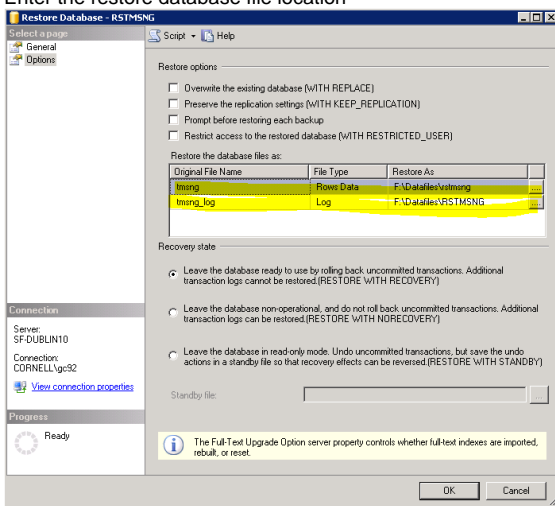 Enter the restore database file location
Restore Database - RSTMSNG
Select a page
General
Options
Script
Help
Restore options
Overwrite the existing database (WITH REPLACE)
Preserve the replication settings (WITH KEEP_REPLICATION)
Prompt before restoring each backup
Restrict access to the restored database (WITH RESTRICTED_USER)
Restore the database files as:
Original File Name File Type Restore As
tmsng Rows Data F:\Datafiles\rstmsng ...
tmsng_log Log F:\Datafiles\RSTMSNG ...
Recovery state
Leave the database ready to use by rolling back uncommitted transactions. Additional
transaction logs cannot be restored.(RESTORE WITH RECOVERY)
Leave the database non-operational, and do not roll back uncommitted transactions. Additional
transaction logs can be restored.(RESTORE WITH NORECOVERY)
Leave the database in read-only mode. Undo uncommitted transactions, but save the undo
actions in a standby file so that recovery effects can be reversed.(RESTORE WITH STANDBY)
Standby file: ...
Connection
Server:
SF-DUBLIN10
Connection:
CORNELL\gc92
View connection properties
Progress
Ready
The Full-Text Upgrade Option server property controls whether full-text indexes are imported,
rebuilt, or reset.
OK Cancel